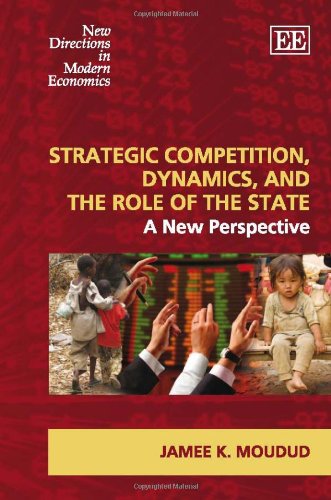 New
Directions in
Modern
Economics
EE
STRATEGIC COMPETITION,
DYNAMICS, AND
THE ROLE OF THE STATE
A New Perspective
JAMEE K. MOUDUD